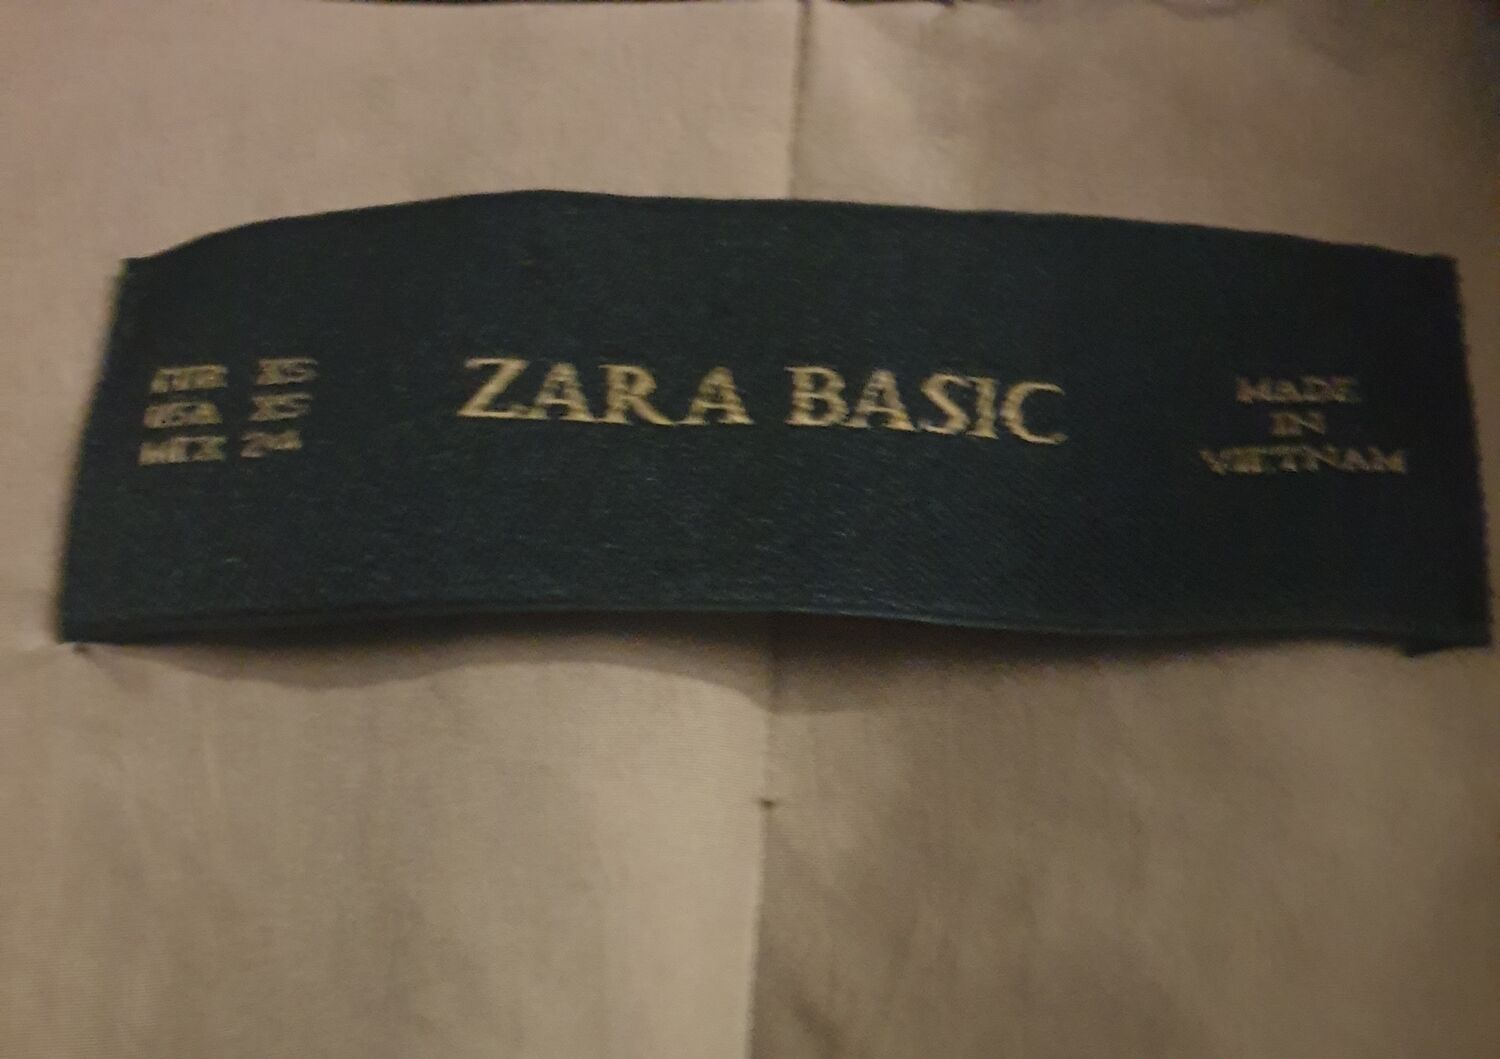 EUR XS
USA XS
MEX 24
ZARA BASIC
MADE
IN
VIETNAM